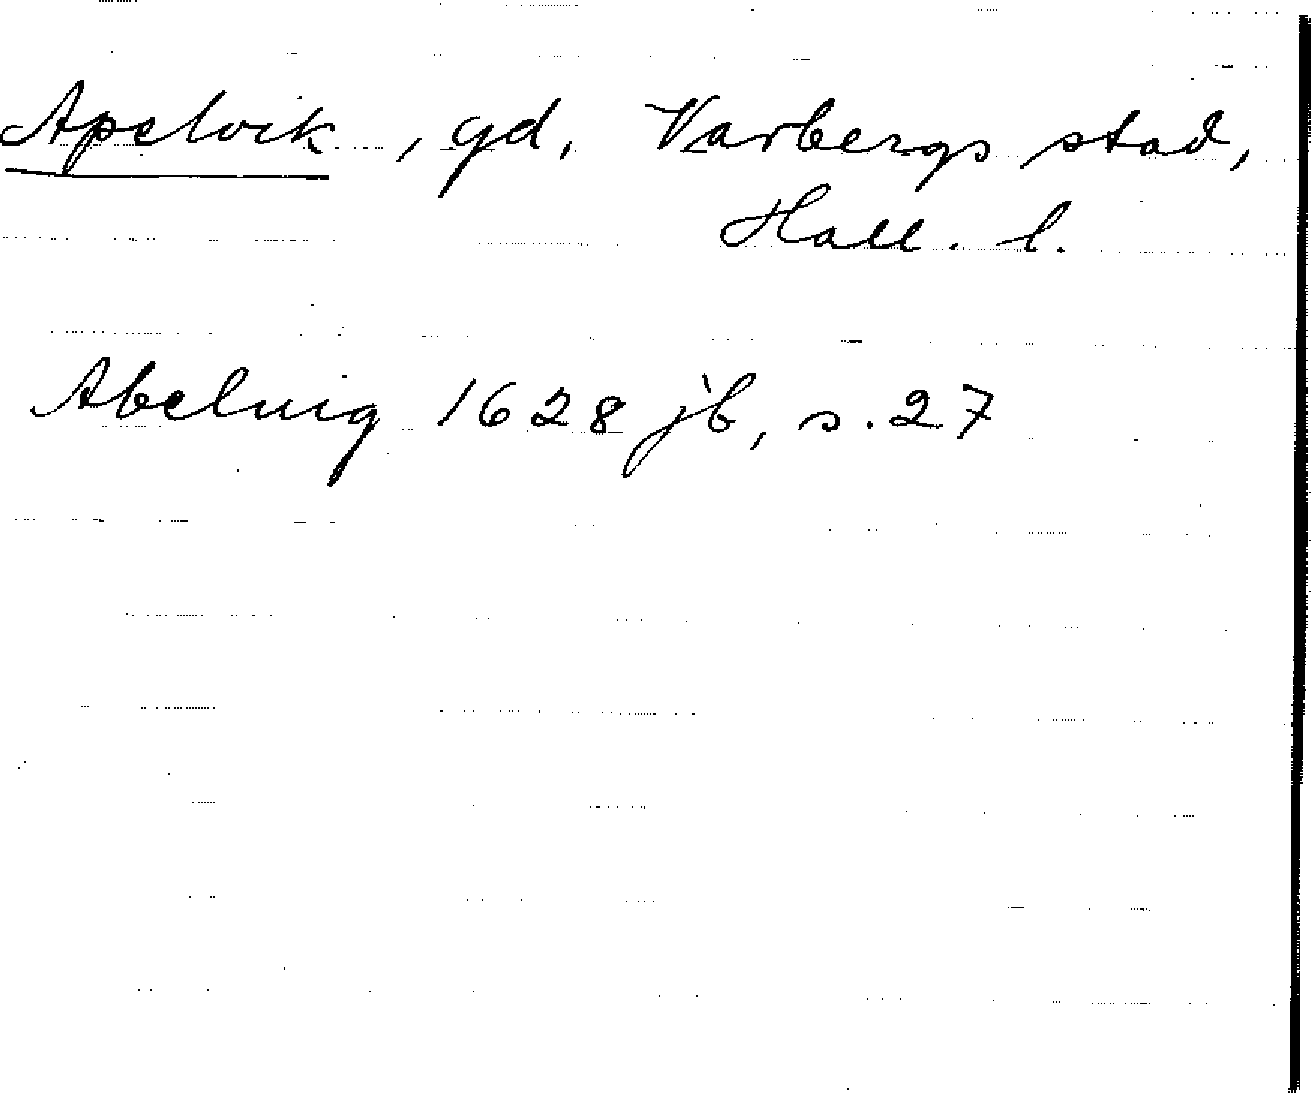 Apelvik, gd, Varbergs stad,
Hall. l.
Abeluig 1628 jb, s. 27